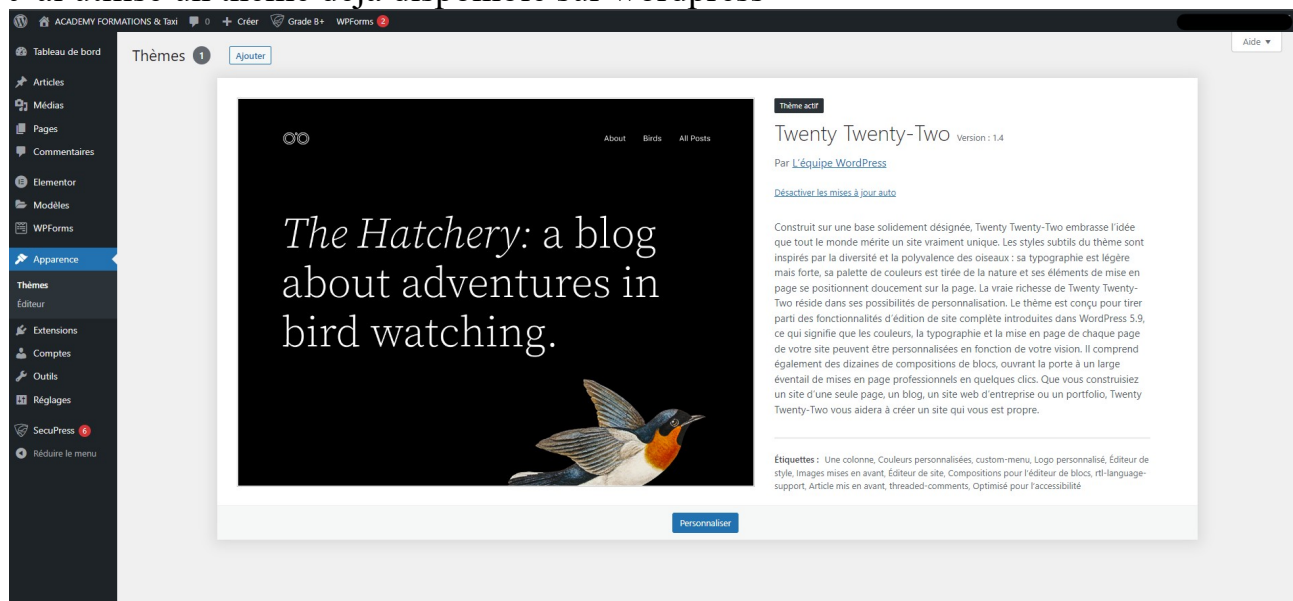 utilisé un thème déjà disponible sur wordpress
ACADEMY FORMATIONS & Taxi 0 + Créer Grade B+ WPForms 2
Aide
Tableau de bord
Articles
Médias
Pages
Commentaires
Elementor
Modèles
WPForms
Apparence
Thèmes
Éditeur
Extensions
Comptes
Outils
Réglages
SecuPress 6
Réduire le menu
Thèmes 1 Ajouter
About Birds All Posts
The Hatchery: a blog
about adventures in
bird watching.
Thème actif
Twenty Twenty-Two Version : 1.4
Par L'équipe WordPress
Désactiver les mises à jour auto
Construit sur une base solidement désignée, Twenty Twenty-Two embrasse l'idée
que tout le monde mérite un site vraiment unique. Les styles subtils du thème sont
inspirés par la diversité et la polyvalence des oiseaux : sa typographie est légère
mais forte, sa palette de couleurs est tirée de la nature et ses éléments de mise en
page se positionnent doucement sur la page. La vraie richesse de Twenty Twenty-
Two réside dans ses possibilités de personnalisation. Le thème est conçu pour tirer
parti des fonctionnalités d'édition de site complète introduites dans WordPress 5.9,
ce qui signifie que les couleurs, la typographie et la mise en page de chaque page
de votre site peuvent être personnalisées en fonction de votre vision. Il comprend
également des dizaines de compositions de blocs, ouvrant la porte à un large
éventail de mises en page professionnels en quelques clics. Que vous construisiez
un site d'une seule page, un blog, un site web d'entreprise ou un portfolio, Twenty
Twenty-Two vous aidera à créer un site qui vous est propre.
Étiquettes : Une colonne, Couleurs personnalisées, custom-menu, Logo personnalisé, Éditeur de
style, Images mises en avant, Éditeur de site, Compositions pour l'éditeur de blocs, rtl-language-
support, Article mis en avant, threaded-comments, Optimisé pour l'accessibilité
Personnaliser